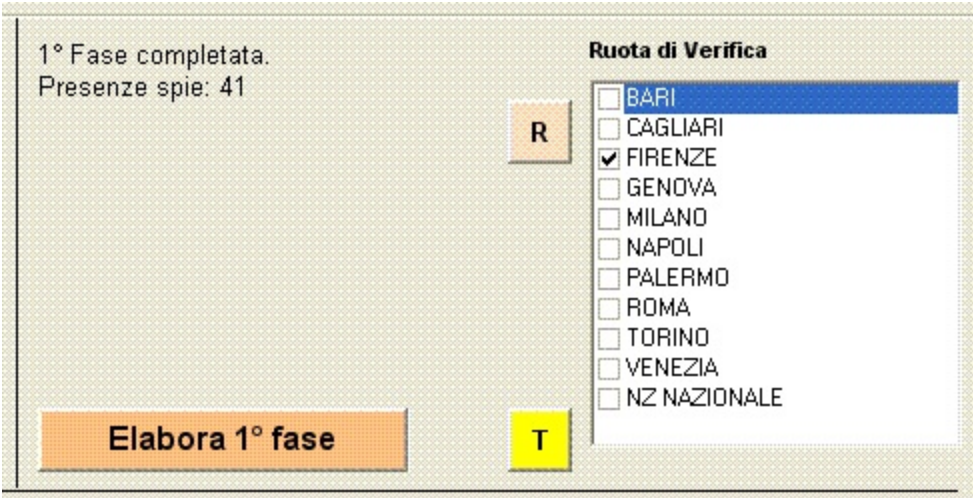 1° Fase completata.
Presenze spie: 41
Elabora 1° fase
R
T
Ruota di Verifica
BARI
CAGLIARI
FIRENZE
GENOVA
MILANO
NAPOLI
PALERMO
ROMA
TORINO
VENEZIA
NZ NAZIONALE